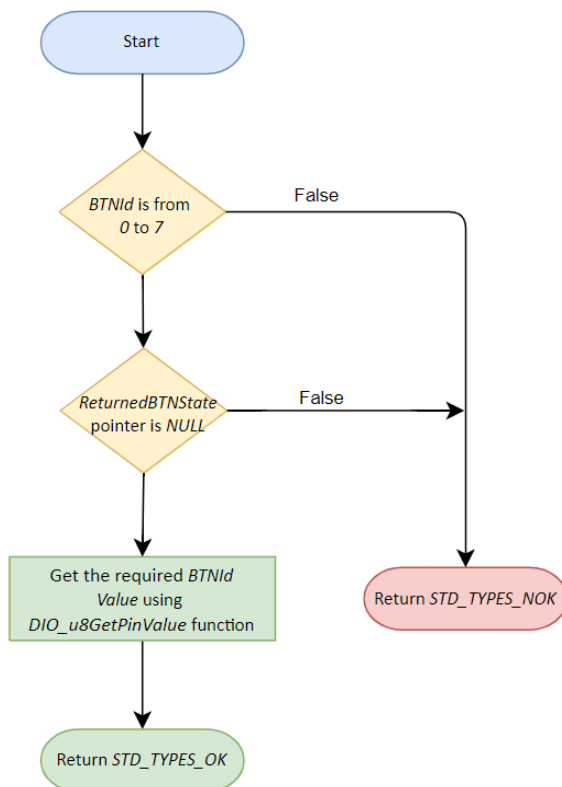 Start
BTNId is from
0 to 7
False
ReturnedBTNState
pointer is NULL
False
Get the required BTNId
Value using
DIO_u8GetPinValue function
Return STD_TYPES_NOK
Return STD_TYPES_OK